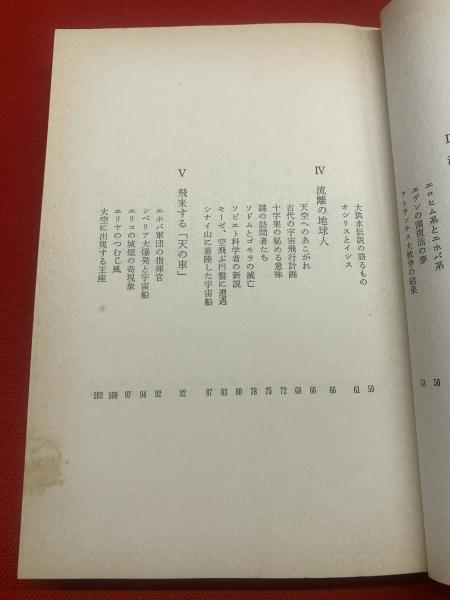 エロヒム系とエホバ系
エデンの園復活の夢 50
アトランチス大戦争の結果 53
大洪水伝説の語るもの 59
オシリスとイシス 61
Ⅳ 流離の地球人 66
天空へのあこがれ 66
古代の宇宙飛行計画 68
十字架の秘める意味 72
謎の訪問者たち 75
ソドムとゴモラの滅亡 78
ソビエト科学者の新説 80
モーゼ、空飛ぶ円盤に遭遇 83
シナイ山に着陸した宇宙船 87
Ⅴ 飛来する「天の車」 92
エホバ軍団の指揮官 92
シベリア大爆発と宇宙船 94
エリコの城壁の奇現象 97
エリヤのつむじ風 100
大空に出現する王座 103